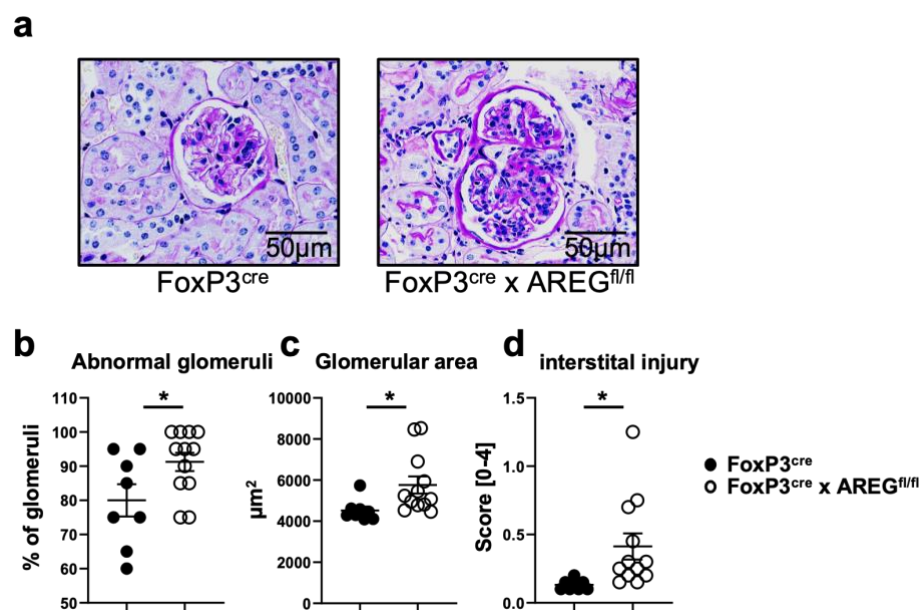 a
50µm
50µm
FoxP3cre
FoxP3cre x AREGfl/fl
b
Abnormal glomeruli
% of glomeruli
110
100
90
80
70
60
50
*
c
Glomerular area
µm2
10000
8000
6000
4000
2000
0
*
d
interstital injury
Score [0-4]
1.5
1.0
0.5
0.0
*
FoxP3cre
FoxP3cre x AREGfl/fl